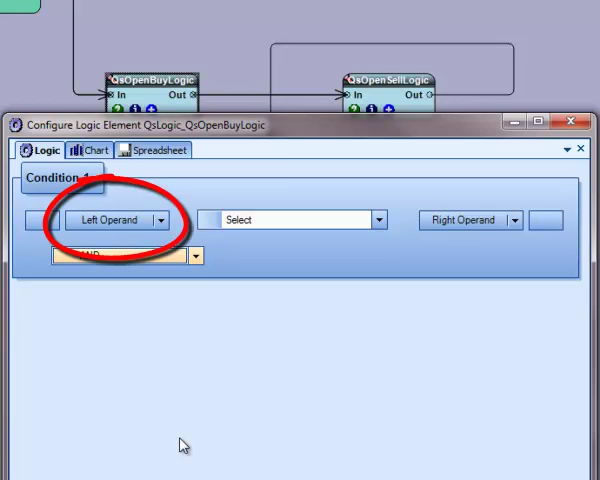 QsOpenBuyLogic
QsOpenSellLogic
In Out
In Out
Configure Logic Element QsLogic_QsOpenBuyLogic
Logic Chart Spreadsheet
Condition 1
Left Operand Select Right Operand